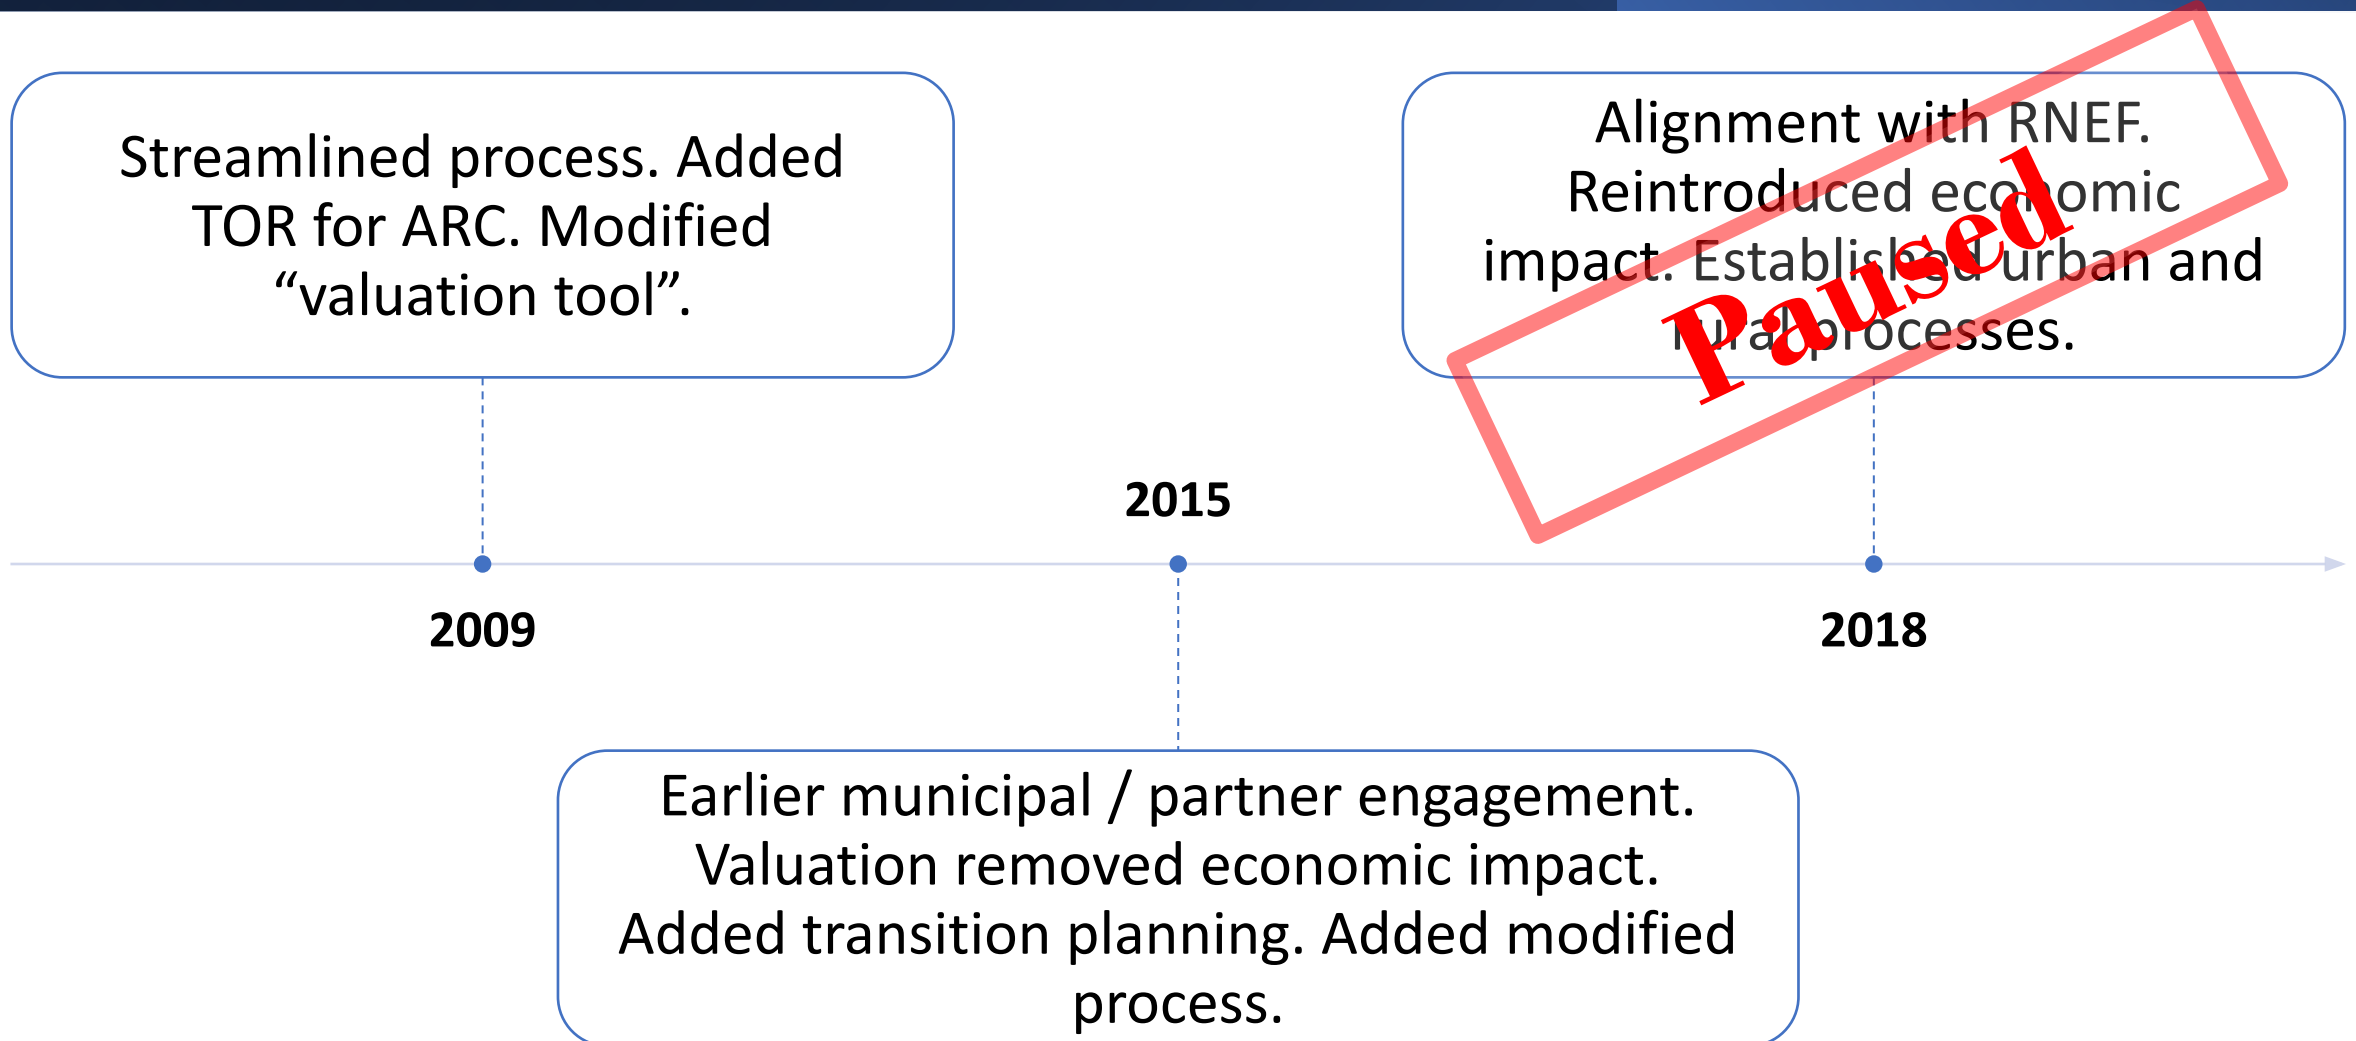 Streamlined process. Added
TOR for ARC. Modified
“valuation tool”.
Alignment with RNEF.
Reintroduced economic
impact. Established urban and
rural processes.
Paused
2015
2009
2018
Earlier municipal / partner engagement.
Valuation removed economic impact.
Added transition planning. Added modified
process.